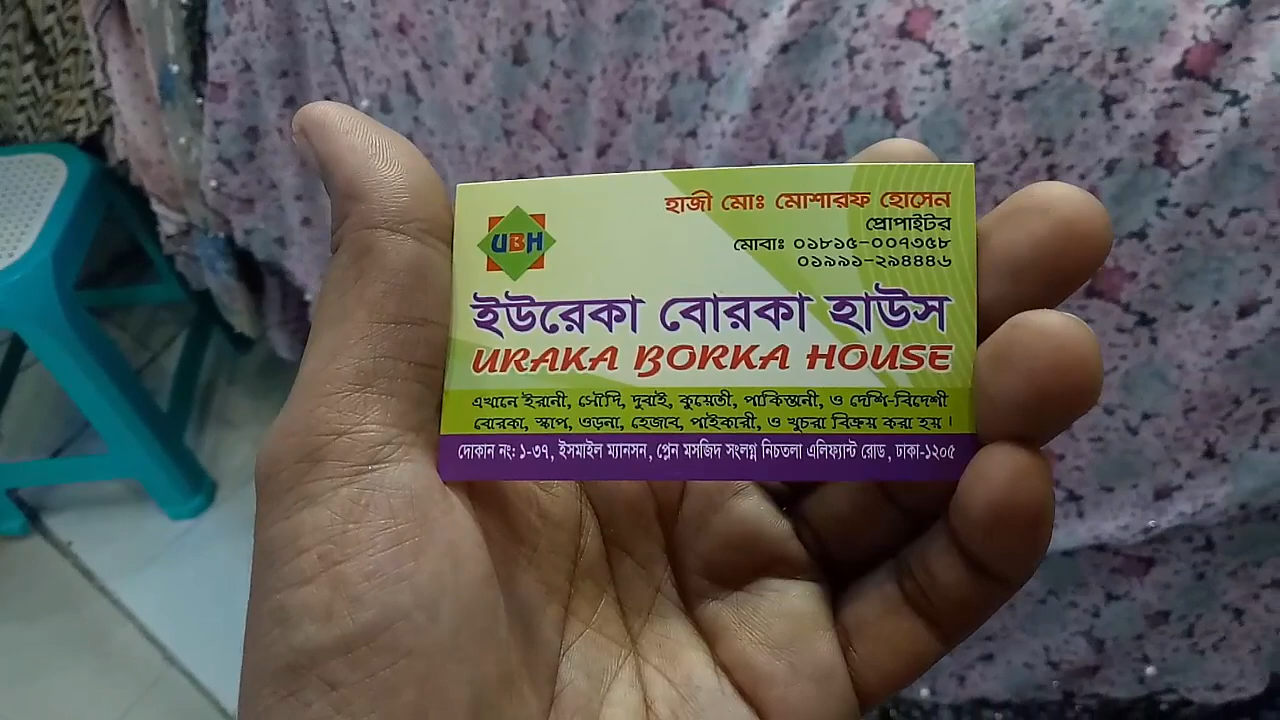 UBH
হাজী মোঃ মোশারফ হোসেন
প্রোপাইটর
মোবাঃ ০১৮১৫-০০৭৩৫৮
০১৯৯১-২৯৪৪৪৬
ইউরেকা বোরকা হাউস
URAKA BORKA HOUSE
এখানে ইরানী, সৌদি, দুবাই, কুয়েতী, পাকিস্তানী, ও দেশি-বিদেশী
বোরকা, স্কাপ, ওড়না, হেজাব, পাইকারী, ও খুচরা বিক্রয় করা হয়।
দোকান নং: ১-৩৭, ইসমাইল ম্যানসন, প্লেন মসজিদ সংলগ্ন নিচতলা এলিফ্যান্ট রোড, ঢাকা-১২০৫